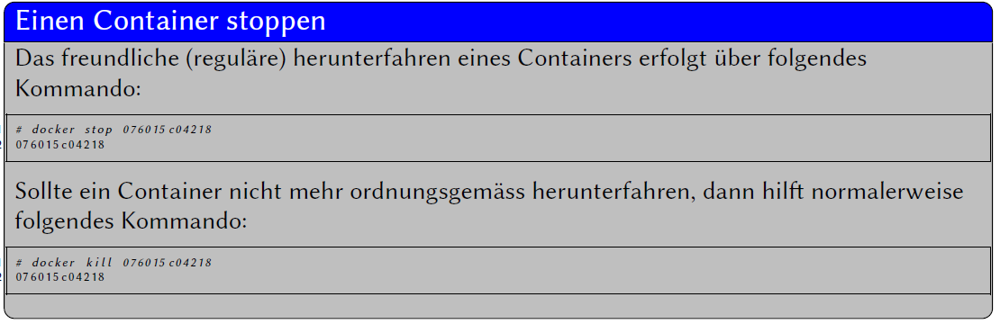 Einen Container stoppen
Das freundliche (reguläre) herunterfahren eines Containers erfolgt über folgendes
Kommando:
# docker stop 076015c04218
076015c04218
Sollte ein Container nicht mehr ordnungsgemäss herunterfahren, dann hilft normalerweise
folgendes Kommando:
# docker kill 076015c04218
076015c04218